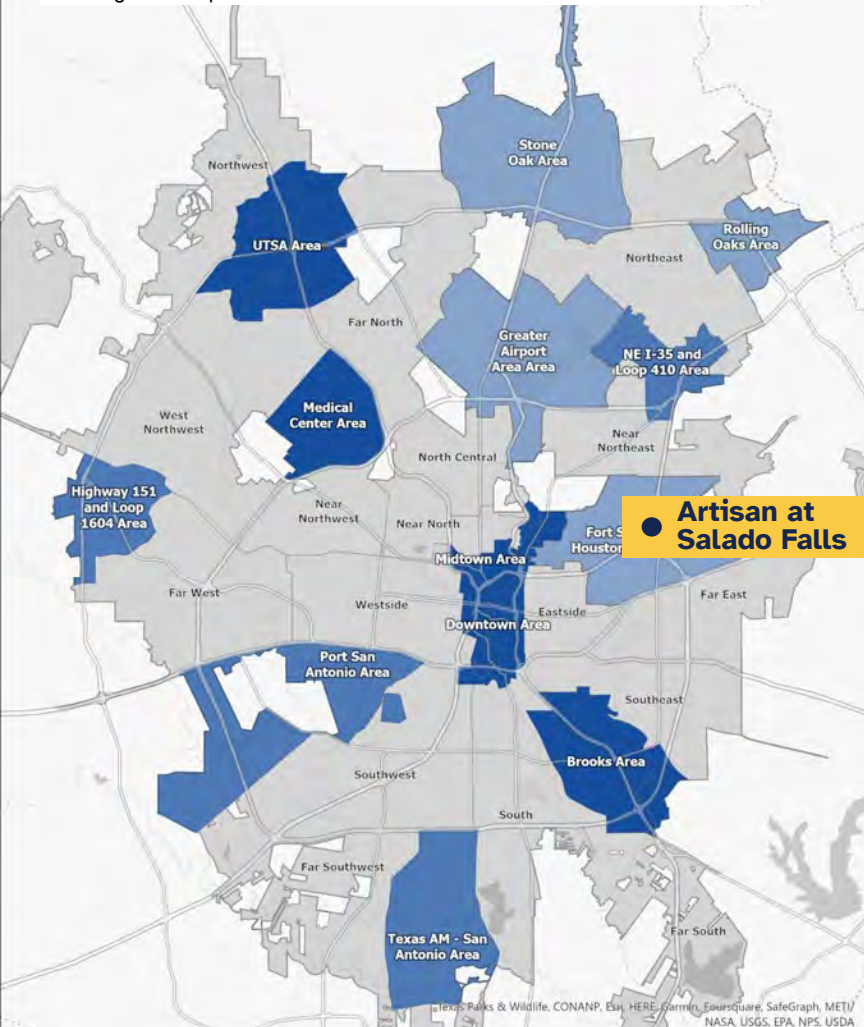 Northwest
Stone
Oak Area
UTSA Area
Rolling
Oaks Area
Northeast
Far North
Greater
Airport
Area Area
NE I-35 and
Loop 410 Area
Medical
Center Area
West
Northwest
Near
Northeast
North Central
Highway 151
and Loop
1604 Area
Near
Northwest
Near North
Fort S
Houston
Artisan at
Salado Falls
Midtown Area
Far West
Westside
Eastside
Far East
Downtown Area
Port San
Antonio Area
Southeast
Brooks Area
Southwest
South
Far Southwest
Texas AM - San
Antonio Area
Far South
Texas Parks & Wildlife, CONANP, Esri, HERE, Garmin, Foursquare, SafeGraph, METI/
NASA, USGS, EPA, NPS, USDA